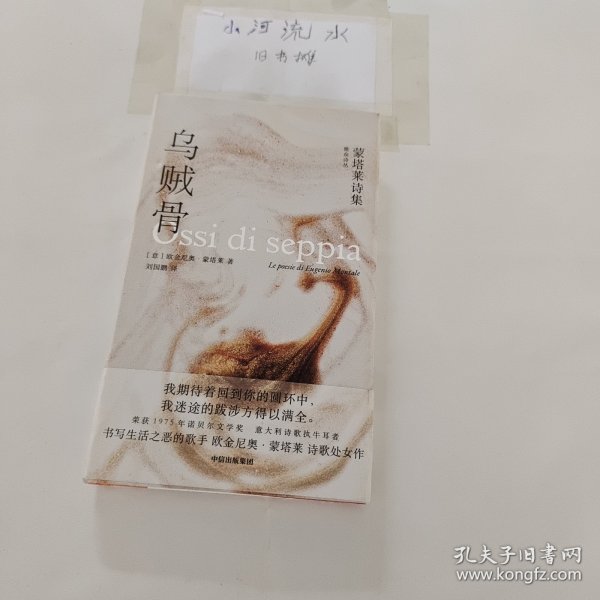 小河流水
旧书摊
乌贼骨
蒙塔莱诗集
雅众诗丛
Ossi di seppia
Le poesie di Eugenio Montale
[意]欧金尼奥·蒙塔莱 著
刘国鹏 译
我期待着回到你的圆环中，
我迷途的跋涉方得以满全。
荣获1975年诺贝尔文学奖 意大利诗歌执牛耳者
书写生活之恶的歌手 欧金尼奥·蒙塔莱 诗歌处女作
中信出版集团
孔夫子旧书网
www.kongfz.com